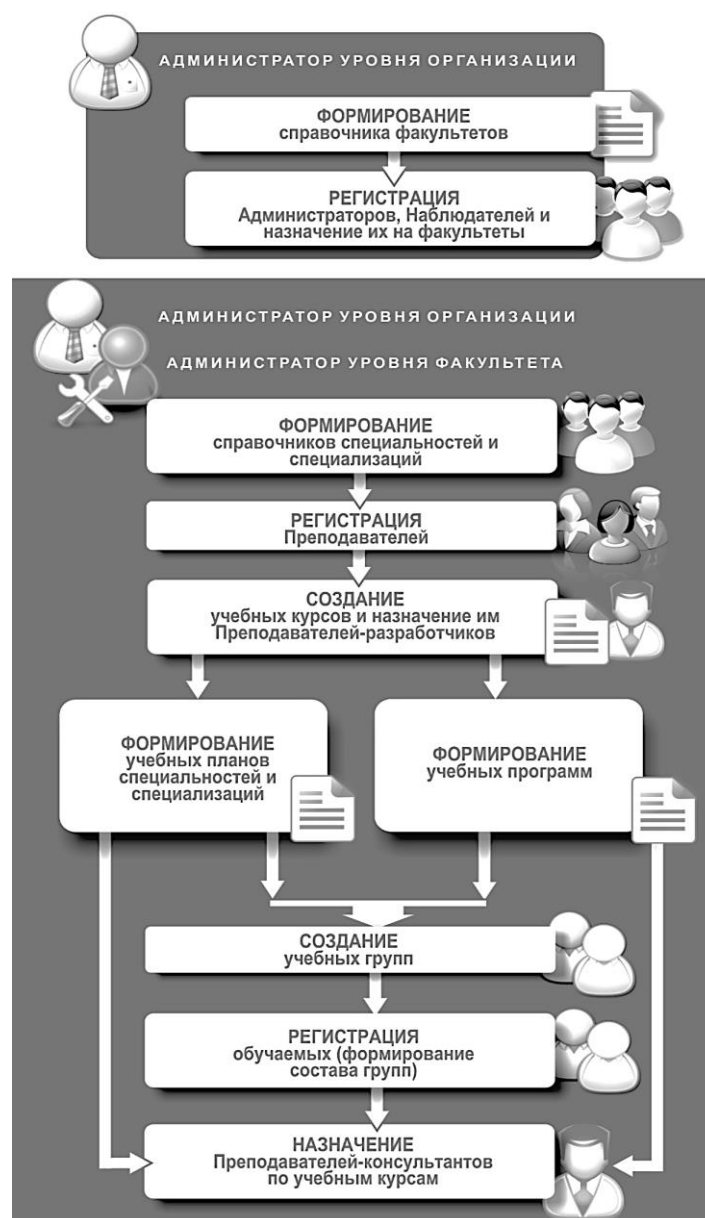 АДМИНИСТРАТОР УРОВНЯ ОРГАНИЗАЦИИ
ФОРМИРОВАНИЕ
справочника факультетов
РЕГИСТРАЦИЯ
Администраторов, Наблюдателей и
назначение их на факультеты
АДМИНИСТРАТОР УРОВНЯ ОРГАНИЗАЦИИ
АДМИНИСТРАТОР УРОВНЯ ФАКУЛЬТЕТА
ФОРМИРОВАНИЕ
справочников специальностей и
специализаций
РЕГИСТРАЦИЯ
Преподавателей
СОЗДАНИЕ
учебных курсов и назначение им
Преподавателей-разработчиков
ФОРМИРОВАНИЕ
учебных планов
специальностей и
специализаций
ФОРМИРОВАНИЕ
учебных программ
СОЗДАНИЕ
учебных групп
РЕГИСТРАЦИЯ
обучаемых (формирование
состава групп)
НАЗНАЧЕНИЕ
Преподавателей-консультантов
по учебным курсам